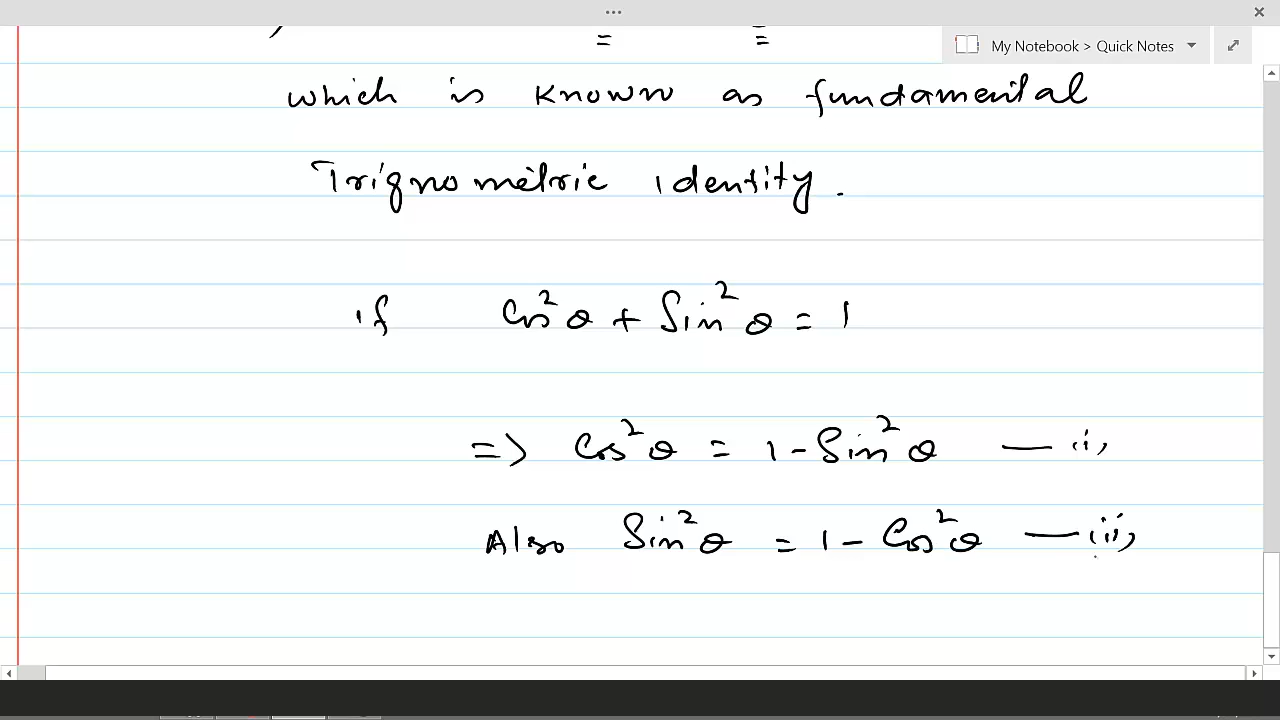 ...
My Notebook > Quick Notes
which is known as fundamental
Trignometric identity.
if cos²θ + Sin²θ = 1
=> cos²θ = 1 - Sin²θ — (i)
Also Sin²θ = 1 - cos²θ — (ii)